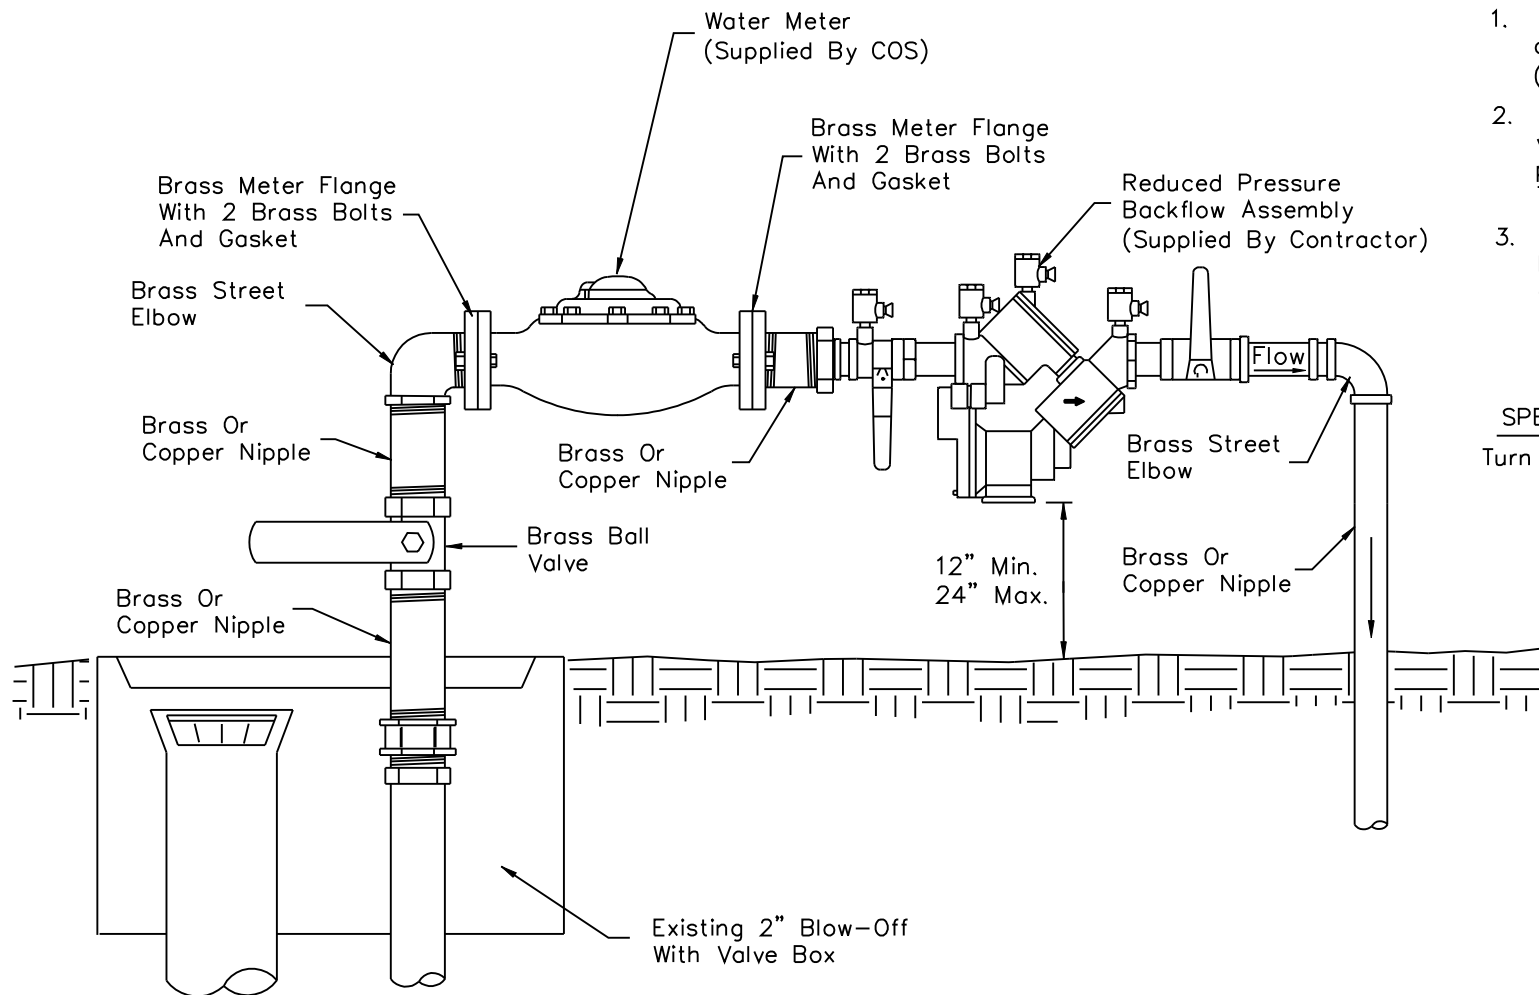 Water Meter
(Supplied By COS)
Brass Meter Flange
With 2 Brass Bolts
And Gasket
Brass Meter Flange
With 2 Brass Bolts
And Gasket
Reduced Pressure
Backflow Assembly
(Supplied By Contractor)
Brass Street
Elbow
Flow
Brass Or
Copper Nipple
Brass Or
Copper Nipple
Brass Street
Elbow
Brass Ball
Valve
12” Min.
24” Max.
Brass Or
Copper Nipple
Brass Or
Copper Nipple
Existing 2” Blow-Off
With Valve Box
1.
2.
3.
Turn